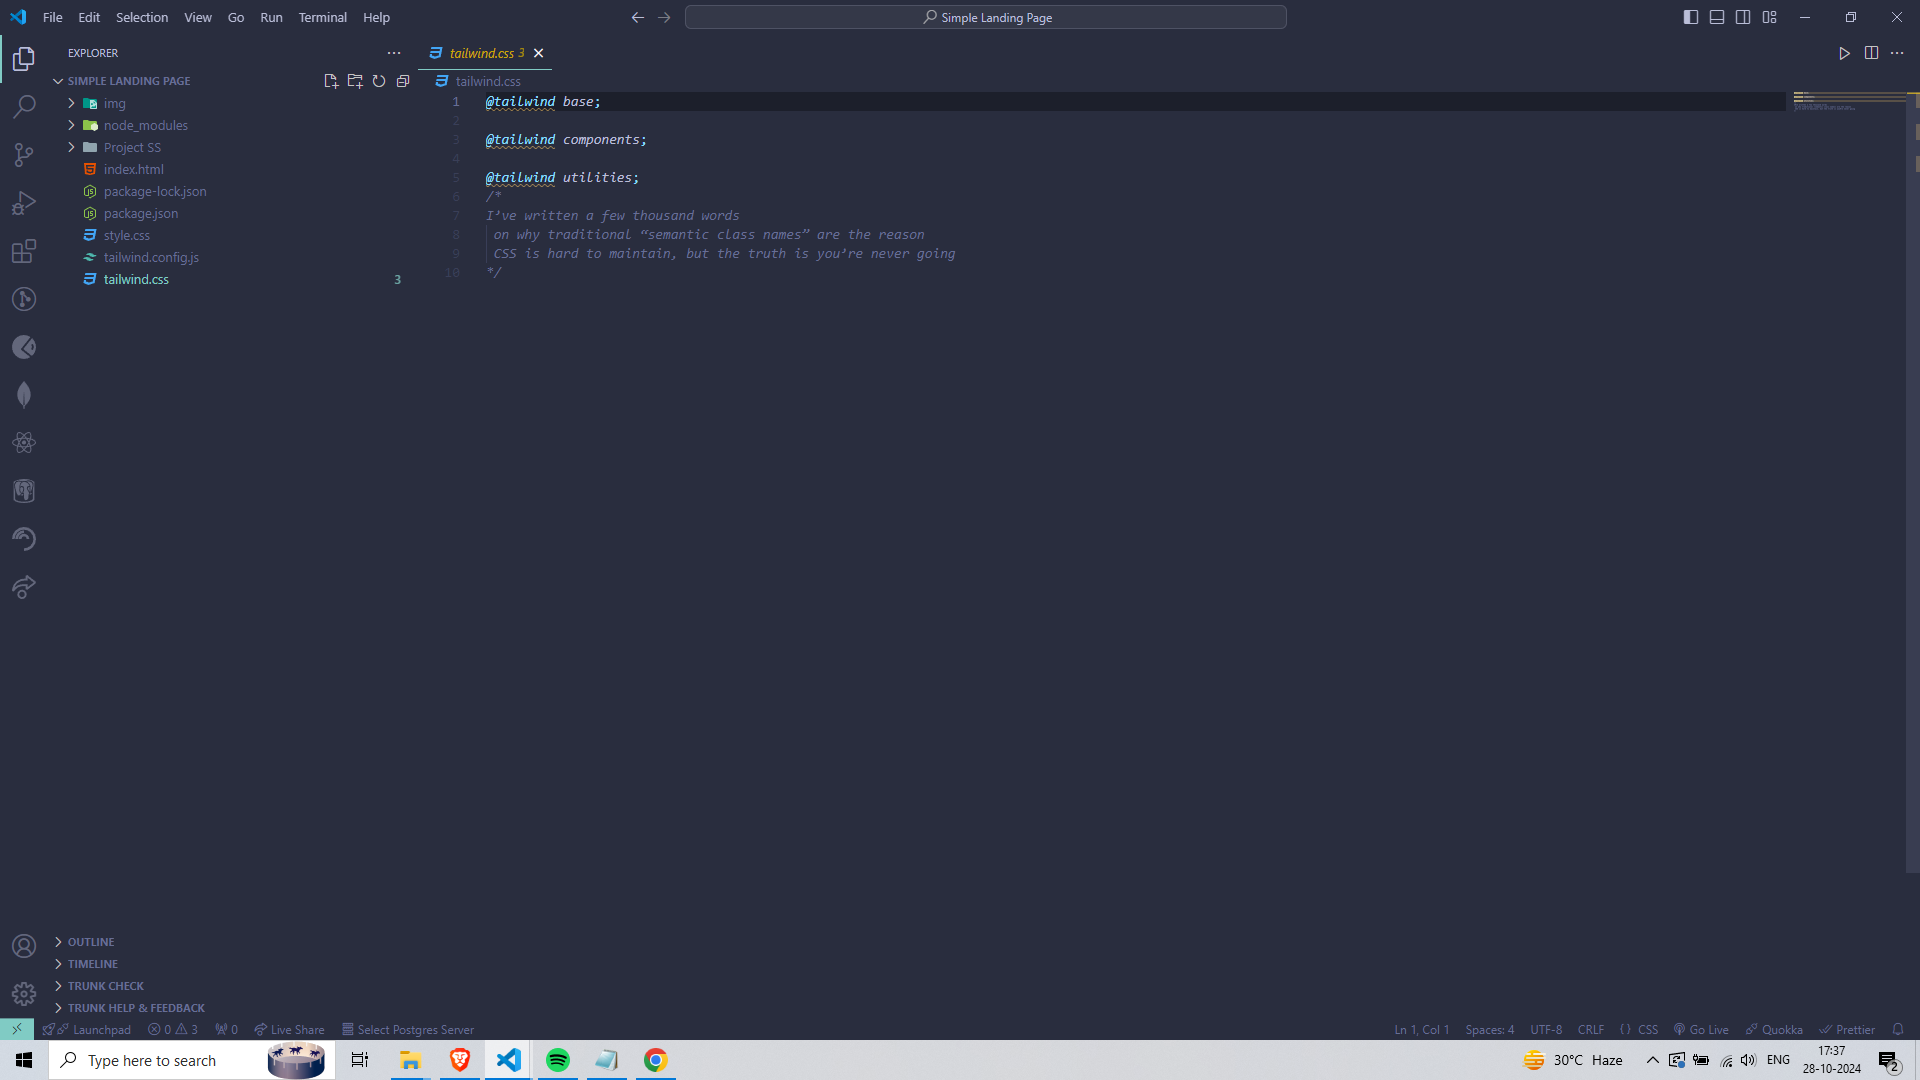 File Edit Selection View Go Run Terminal Help
Simple Landing Page
EXPLORER
SIMPLE LANDING PAGE
img
node_modules
Project SS
index.html
package-lock.json
package.json
style.css
tailwind.config.js
tailwind.css 3
tailwind.css 3
tailwind.css
1 @tailwind base;
2
3 @tailwind components;
4
5 @tailwind utilities;
6 /*
7 I’ve written a few thousand words
8 on why traditional “semantic class names” are the reason
9 CSS is hard to maintain, but the truth is you’re never going
10 */
OUTLINE
TIMELINE
TRUNK CHECK
TRUNK HELP & FEEDBACK
Launchpad 0 3 0 Live Share Select Postgres Server
Ln 1, Col 1 Spaces: 4 UTF-8 CRLF {} CSS Go Live Quokka Prettier
Type here to search
30°C Haze ENG
17:37
28-10-2024
2